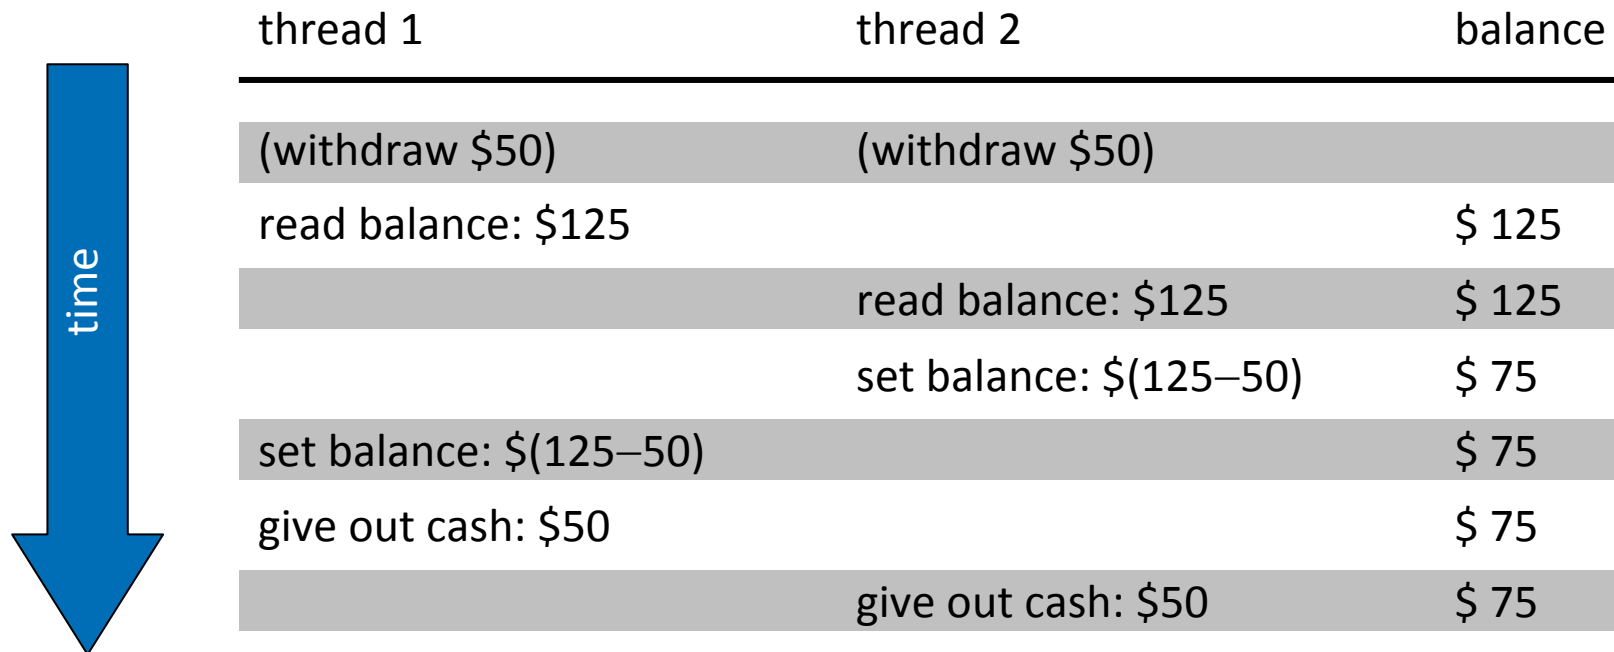 thread 1 thread 2 balance
(withdraw $50) (withdraw $50)
read balance: $125 $ 125
read balance: $125 $ 125
set balance: $(125–50) $ 75
set balance: $(125–50) $ 75
give out cash: $50 $ 75
give out cash: $50 $ 75
time